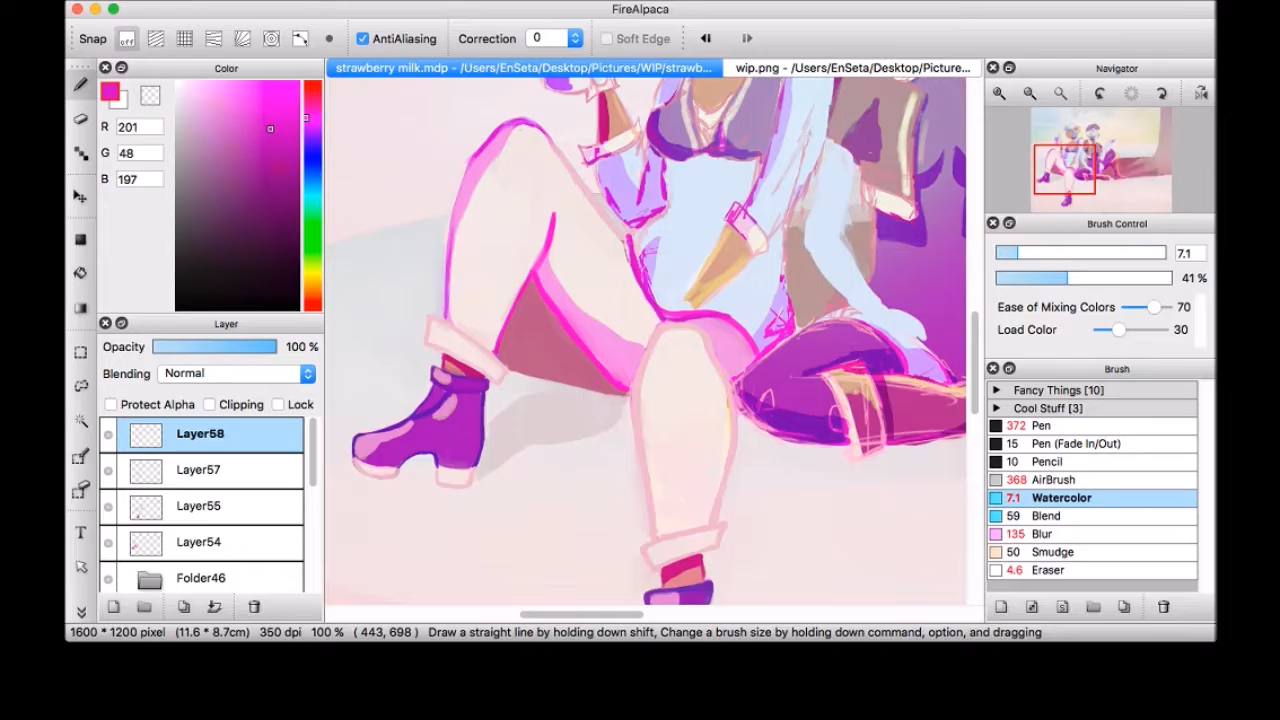 FireAlpaca
Snap off AntiAliasing Correction 0 Soft Edge
Color
strawberry milk.mdp - /Users/EnSeta/Desktop/Pictures/WIP/strawb...
wip.png - /Users/EnSeta/Desktop/Picture...
Navigator
R 201
G 48
B 197
Brush Control
7.1
41 %
Ease of Mixing Colors 70
Load Color 30
Layer
Opacity 100 %
Blending Normal
Protect Alpha Clipping Lock
Layer58
Layer57
Layer55
Layer54
Folder46
Brush
Fancy Things [10]
Cool Stuff [3]
372 Pen
15 Pen (Fade In/Out)
10 Pencil
368 AirBrush
7.1 Watercolor
59 Blend
135 Blur
50 Smudge
4.6 Eraser
T
1600 * 1200 pixel (11.6 * 8.7cm) 350 dpi 100 % ( 443, 698 ) Draw a straight line by holding down shift, Change a brush size by holding down command, option, and dragging